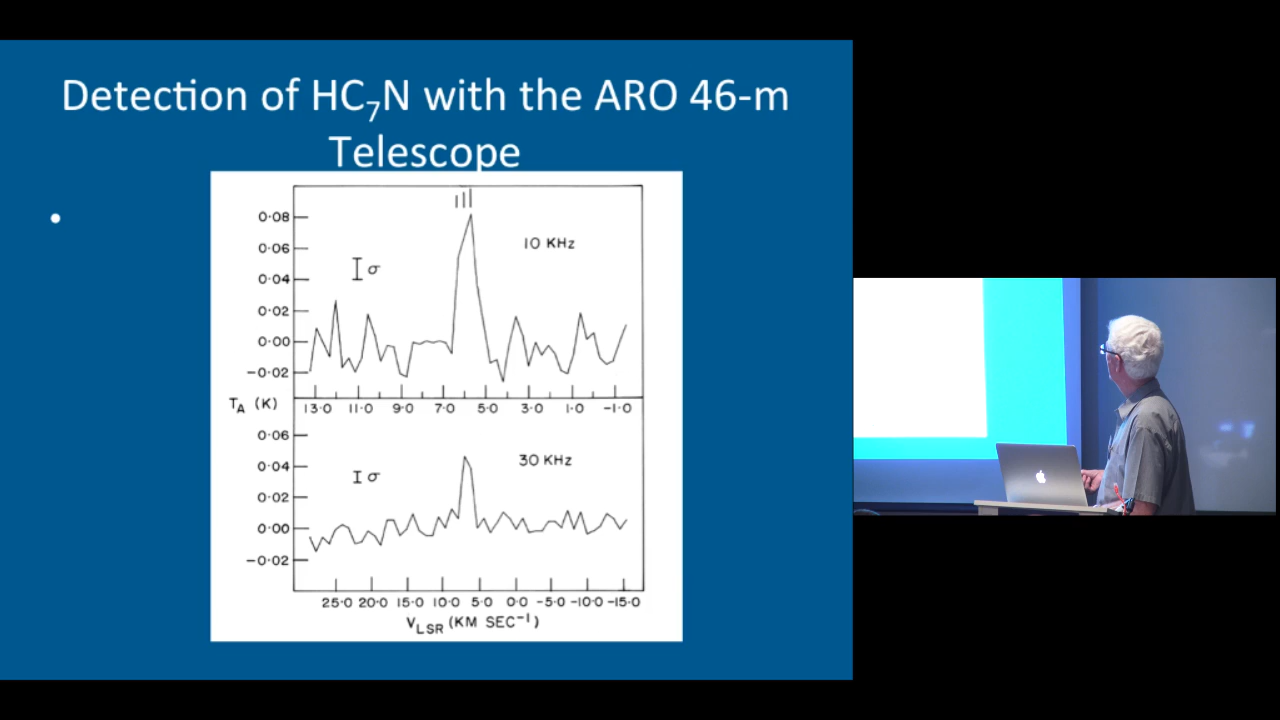 Detection of HC₇N with the ARO 46-m
Telescope
•
0·08
0·06
0·04
0·02
0·00
-0·02
I σ
10 KHz
T_A (K)
13·0 11·0 9·0 7·0 5·0 3·0 1·0 -1·0
0·06
0·04
0·02
0·00
-0·02
I σ
30 KHz
25·0 20·0 15·0 10·0 5·0 0·0 -5·0 -10·0 -15·0
V_LSR (KM SEC⁻¹)